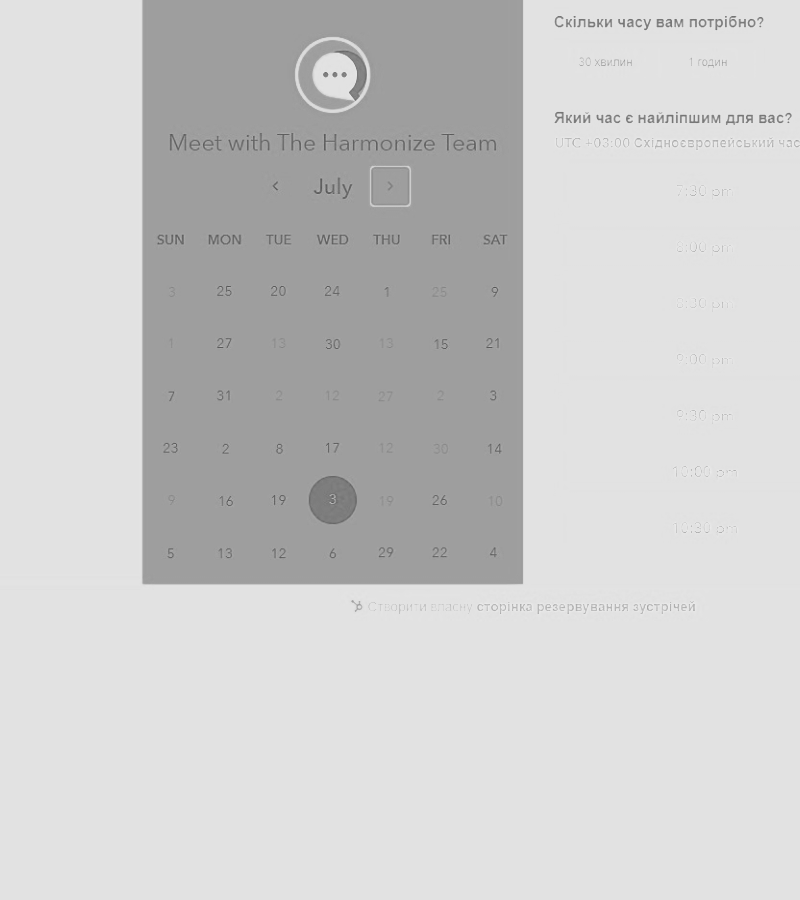 Meet with The Harmonize Team
July
SUN MON TUE WED THU FRI SAT
3 25 20 24 1 25 9
1 27 13 30 13 15 21
7 31 2 12 27 2 3
23 2 8 17 12 30 14
9 16 19 3 19 26 10
5 13 12 6 29 22 4
Скільки часу вам потрібно?
30 хвилин 1 годин
Який час є найліпшим для вас?
UTC +03:00 Східноєвропейський час
7:30 pm
8:00 pm
8:30 pm
9:00 pm
9:30 pm
10:00 pm
10:30 pm
Створити власну сторінка резервування зустрічей